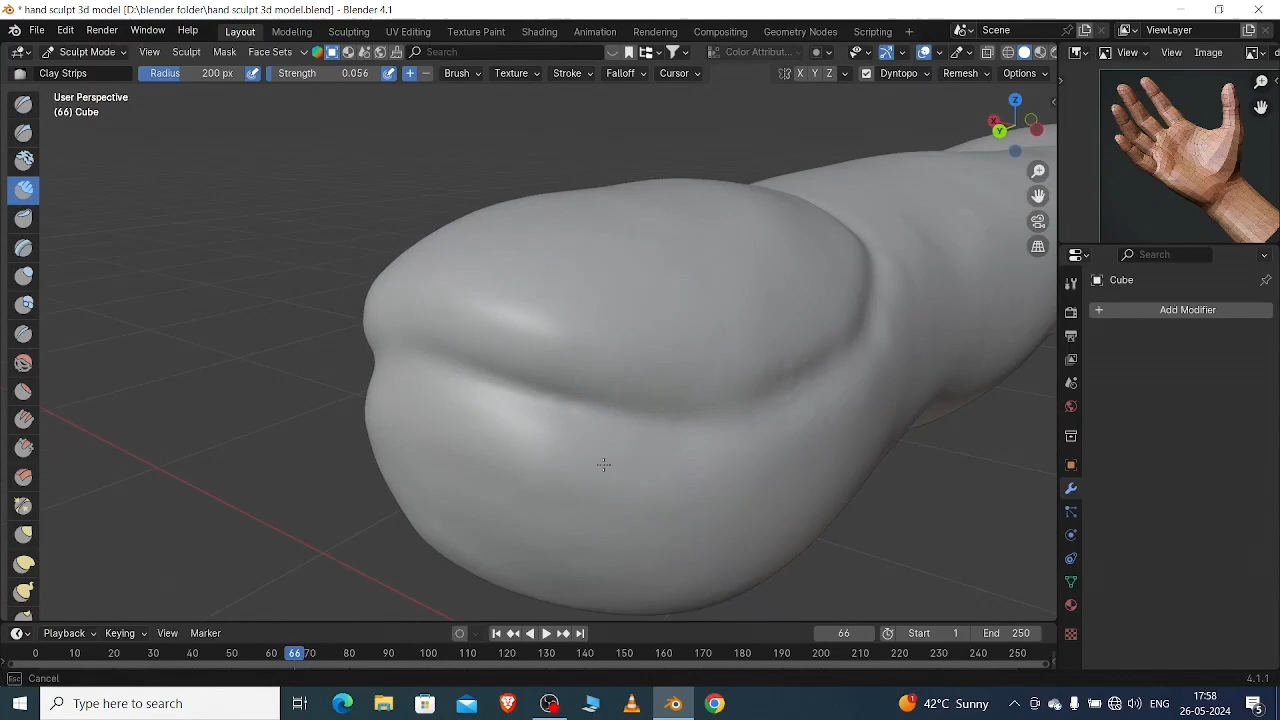 * hand sculpt 3d model [D:\blender folder\hand sculpt 3d model.blend] - Blender 4.1
File Edit Render Window Help Layout Modeling Sculpting UV Editing Texture Paint Shading Animation Rendering Compositing Geometry Nodes Scripting + Scene ViewLayer
Sculpt Mode View Sculpt Mask Face Sets Search Color Attribut... View View Image
Clay Strips Radius 200 px Strength 0.056 Brush Texture Stroke Falloff Cursor X Y Z Dyntopo Remesh Options
User Perspective
(66) Cube
Z
X
Y
Search
Cube
Add Modifier
Playback Keying View Marker 66 Start 1 End 250
0 10 20 30 40 50 60 66 70 80 90 100 110 120 130 140 150 160 170 180 190 200 210 220 230 240 250
Esc Cancel 4.1.1
Type here to search 42°C Sunny ENG 17:58
26-05-2024